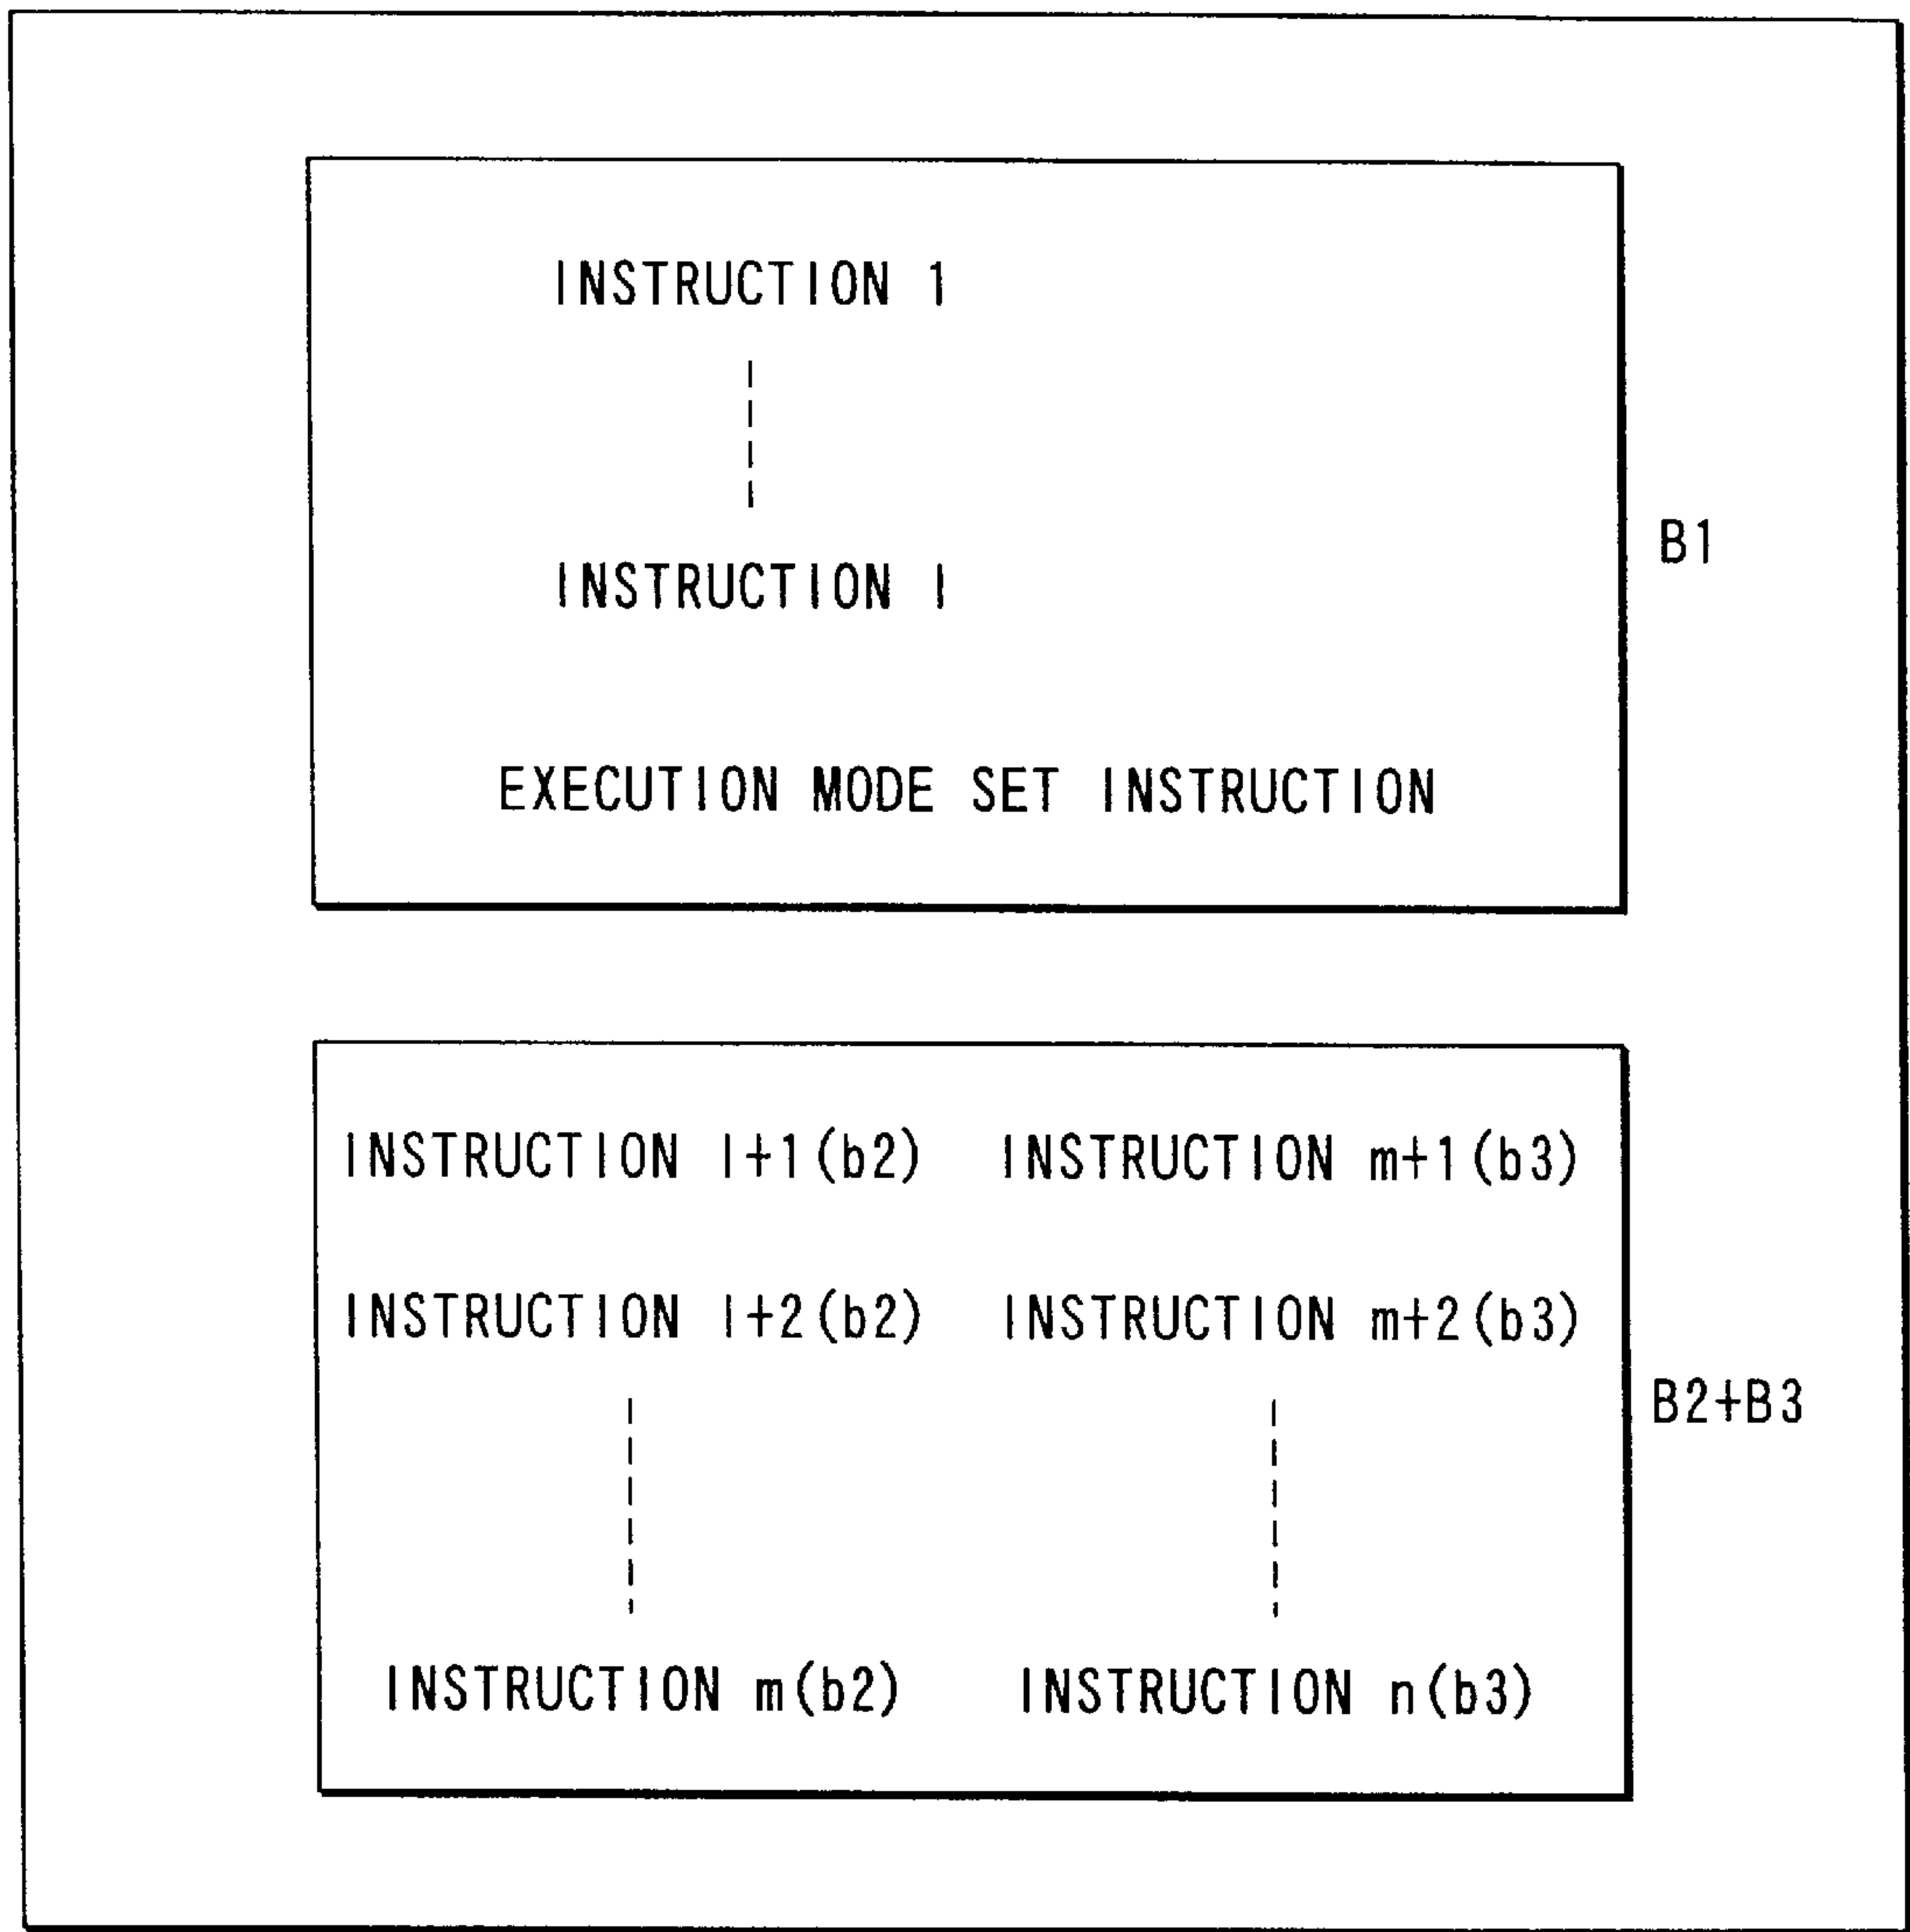 INSTRUCTION 1
INSTRUCTION l
B1
EXECUTION MODE SET INSTRUCTION
INSTRUCTION l+1(b2) INSTRUCTION m+1(b3)
INSTRUCTION l+2(b2) INSTRUCTION m+2(b3)
B2+B3
INSTRUCTION m(b2) INSTRUCTION n(b3)